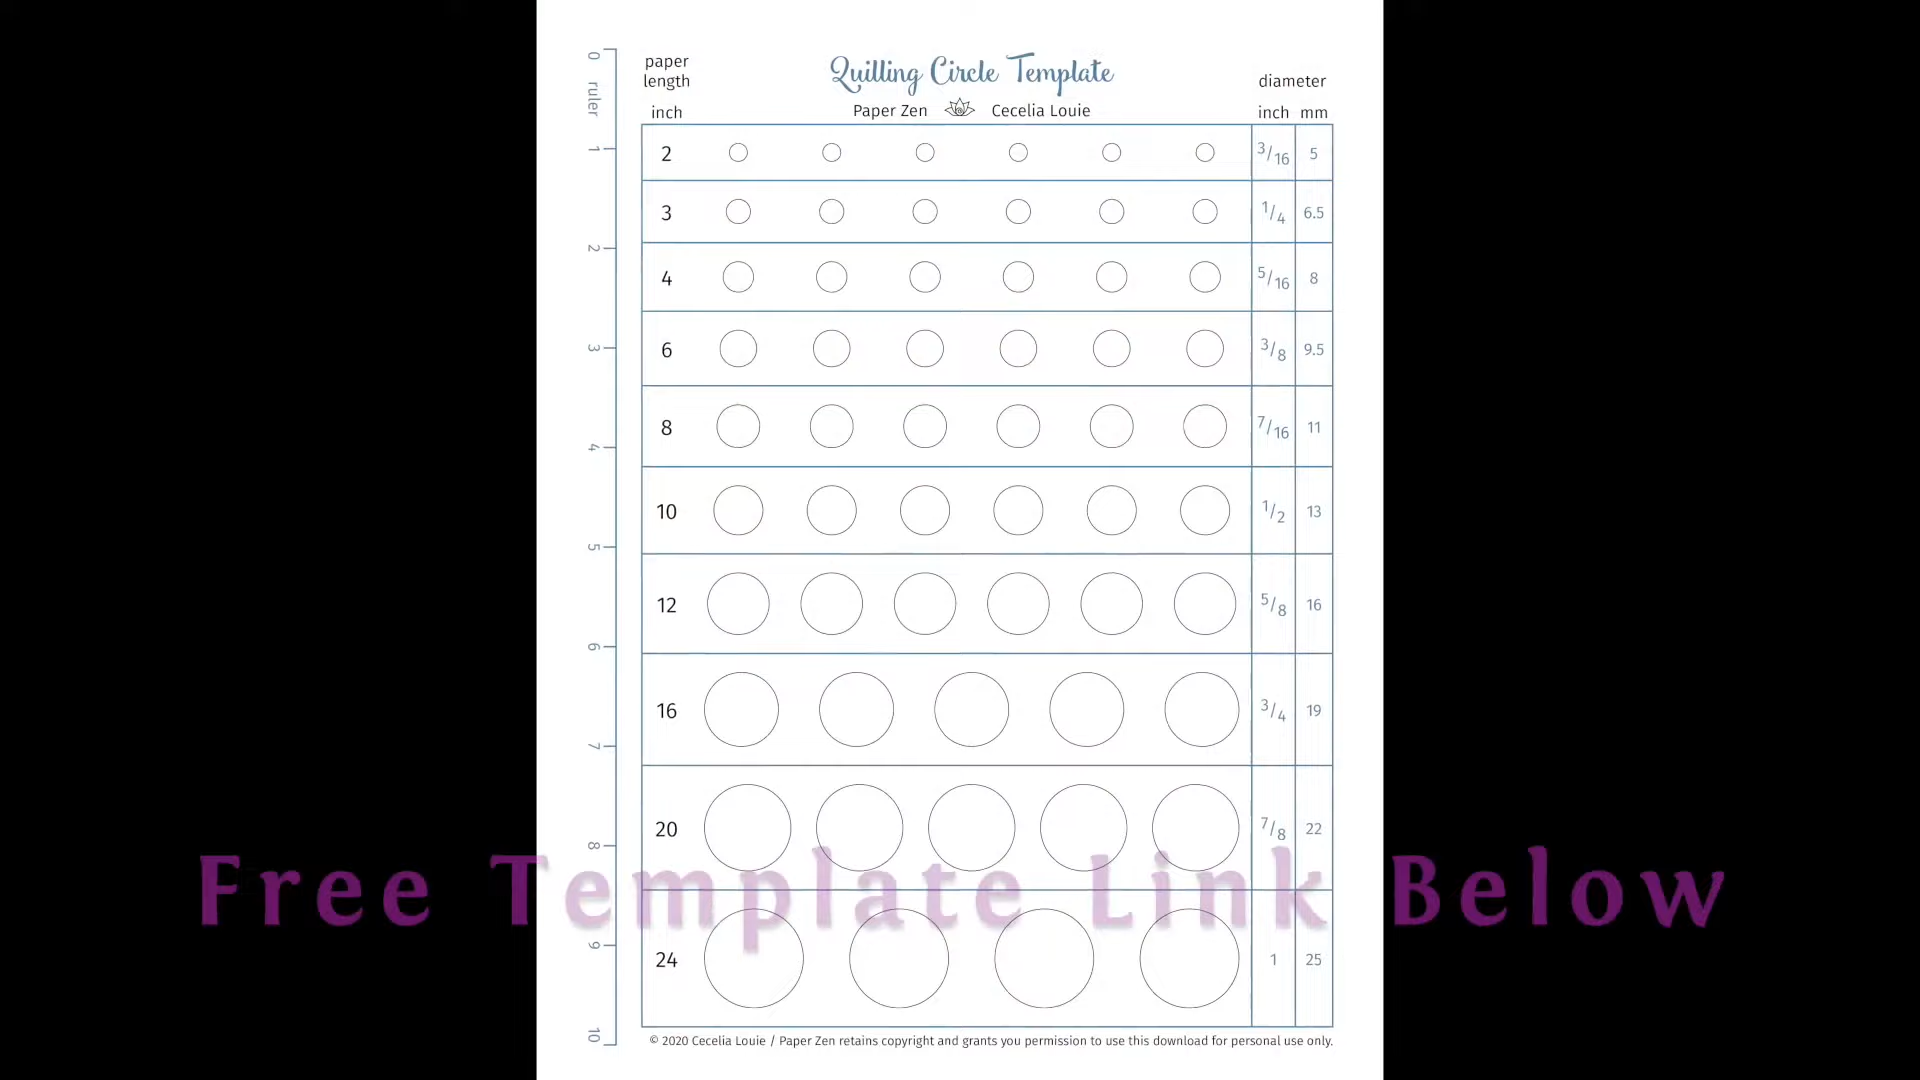 Quilling Circle Template
Paper Zen Cecelia Louie
paper length
inch
diameter
inch mm
0 ruler 1 2 3 4 5 6 7 8 9 10
2 3/16 5
3 1/4 6.5
4 5/16 8
6 3/8 9.5
8 7/16 11
10 1/2 13
12 5/8 16
16 3/4 19
20 7/8 22
24 1 25
Free Template Link Below
© 2020 Cecelia Louie / Paper Zen retains copyright and grants you permission to use this download for personal use only.